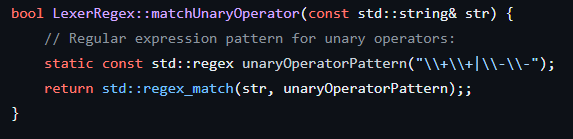 bool LexerRegex::matchUnaryOperator(const std::string& str) {
    // Regular expression pattern for unary operators:
    static const std::regex unaryOperatorPattern("\\+\\+|\\-\\-");
    return std::regex_match(str, unaryOperatorPattern);;
}